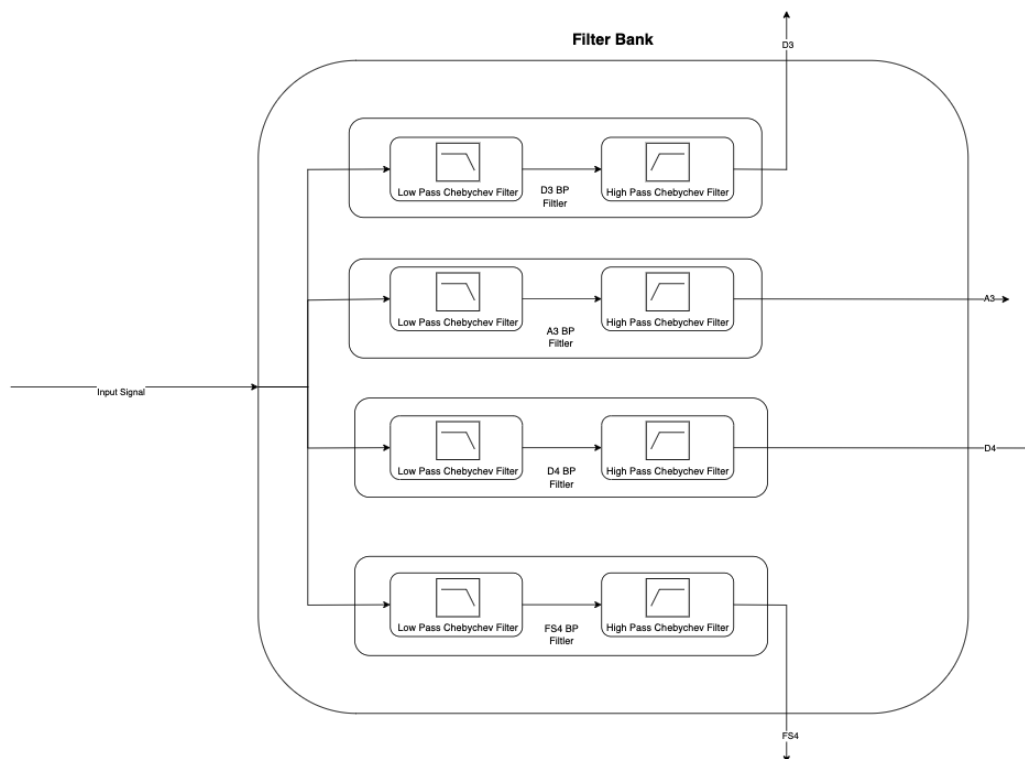 Filter Bank
D3
Low Pass Chebychev Filter
D3 BP
Filtler
High Pass Chebychev Filter
Low Pass Chebychev Filter
A3 BP
Filtler
High Pass Chebychev Filter
A3
Input Signal
Low Pass Chebychev Filter
D4 BP
Filtler
High Pass Chebychev Filter
D4
Low Pass Chebychev Filter
FS4 BP
Filtler
High Pass Chebychev Filter
FS4